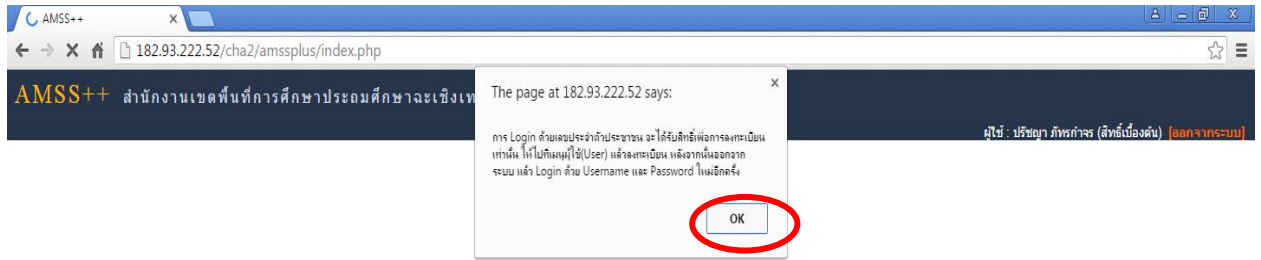 AMSS++
182.93.222.52/cha2/amssplus/index.php
AMSS++ สำนักงานเขตพื้นที่การศึกษาประถมศึกษาฉะเชิงเท
The page at 182.93.222.52 says:
ผู้ใช้ : ปรัชญา ภัทรกำจร (สิทธิ์เบื้องต้น) [ออกจากระบบ]
การ Login ด้วยเลขประจำตัวประชาชน จะได้รับสิทธิ์เพื่อการลงทะเบียน
เท่านั้น ให้ไปที่เมนูผู้ใช้(User) แล้วลงทะเบียน หลังจากนั้นออกจาก
ระบบ แล้ว Login ด้วย Username และ Password ใหม่อีกครั้ง
OK